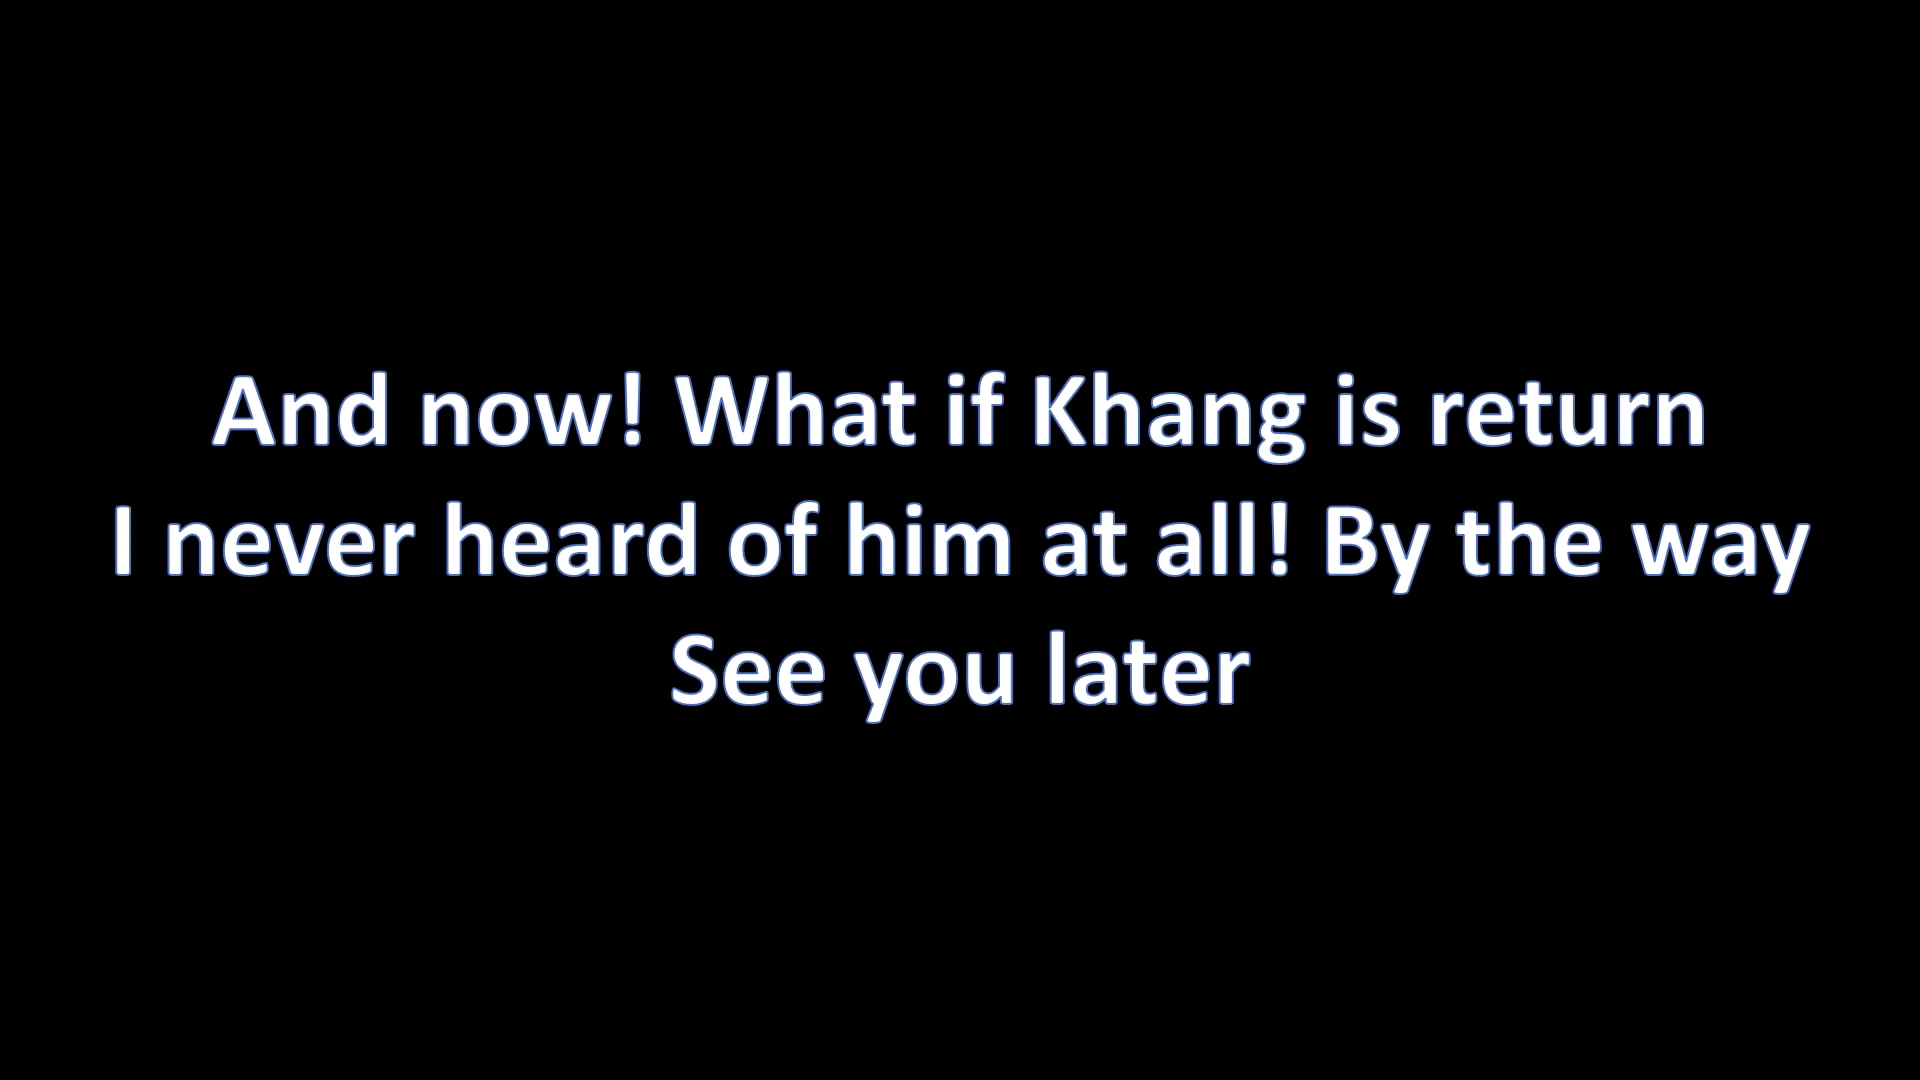 And now! What if Khang is return
I never heard of him at all! By the way
See you later